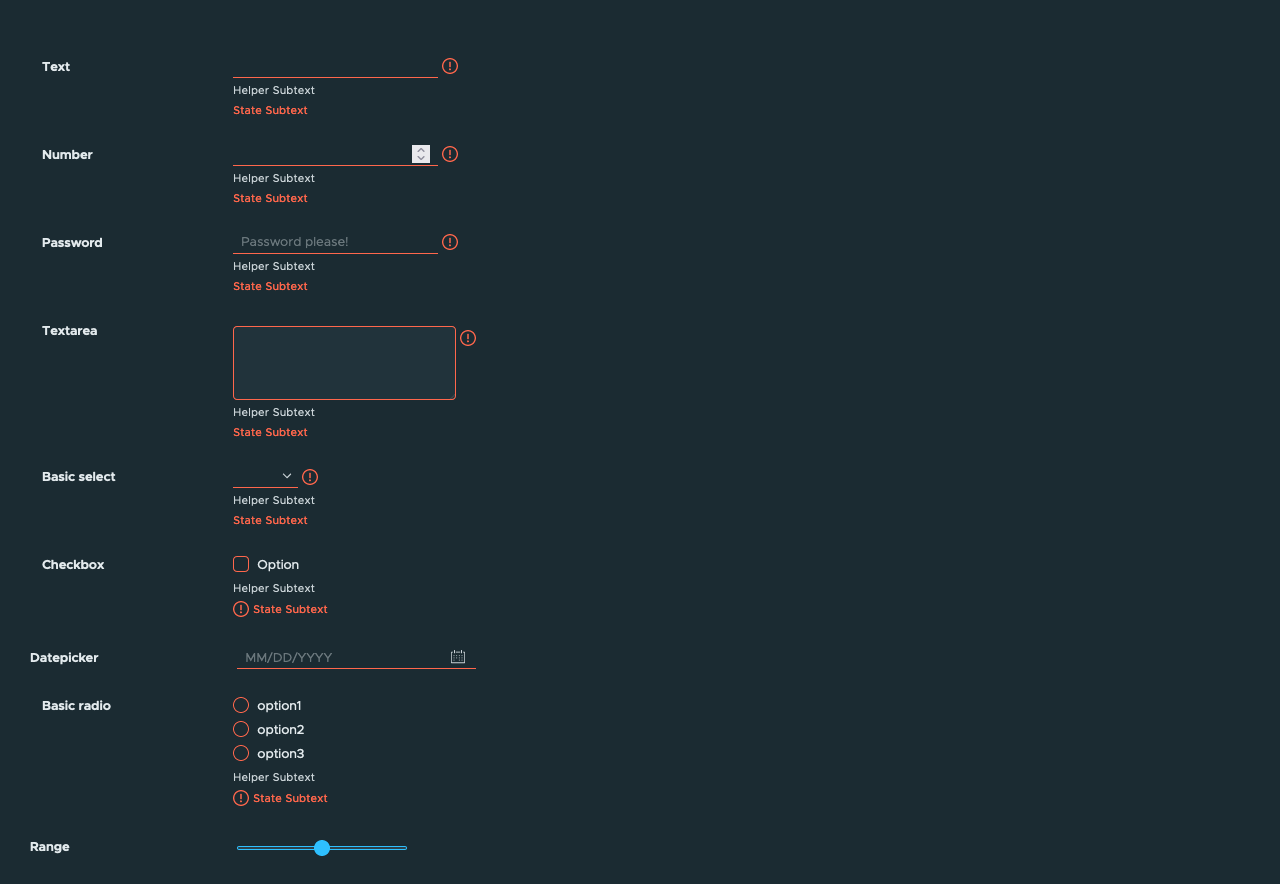 Text
Helper Subtext
State Subtext
Number
Helper Subtext
State Subtext
Password Password please!
Helper Subtext
State Subtext
Textarea
Helper Subtext
State Subtext
Basic select
Helper Subtext
State Subtext
Checkbox Option
Helper Subtext
State Subtext
Datepicker MM/DD/YYYY
Basic radio option1
option2
option3
Helper Subtext
State Subtext
Range